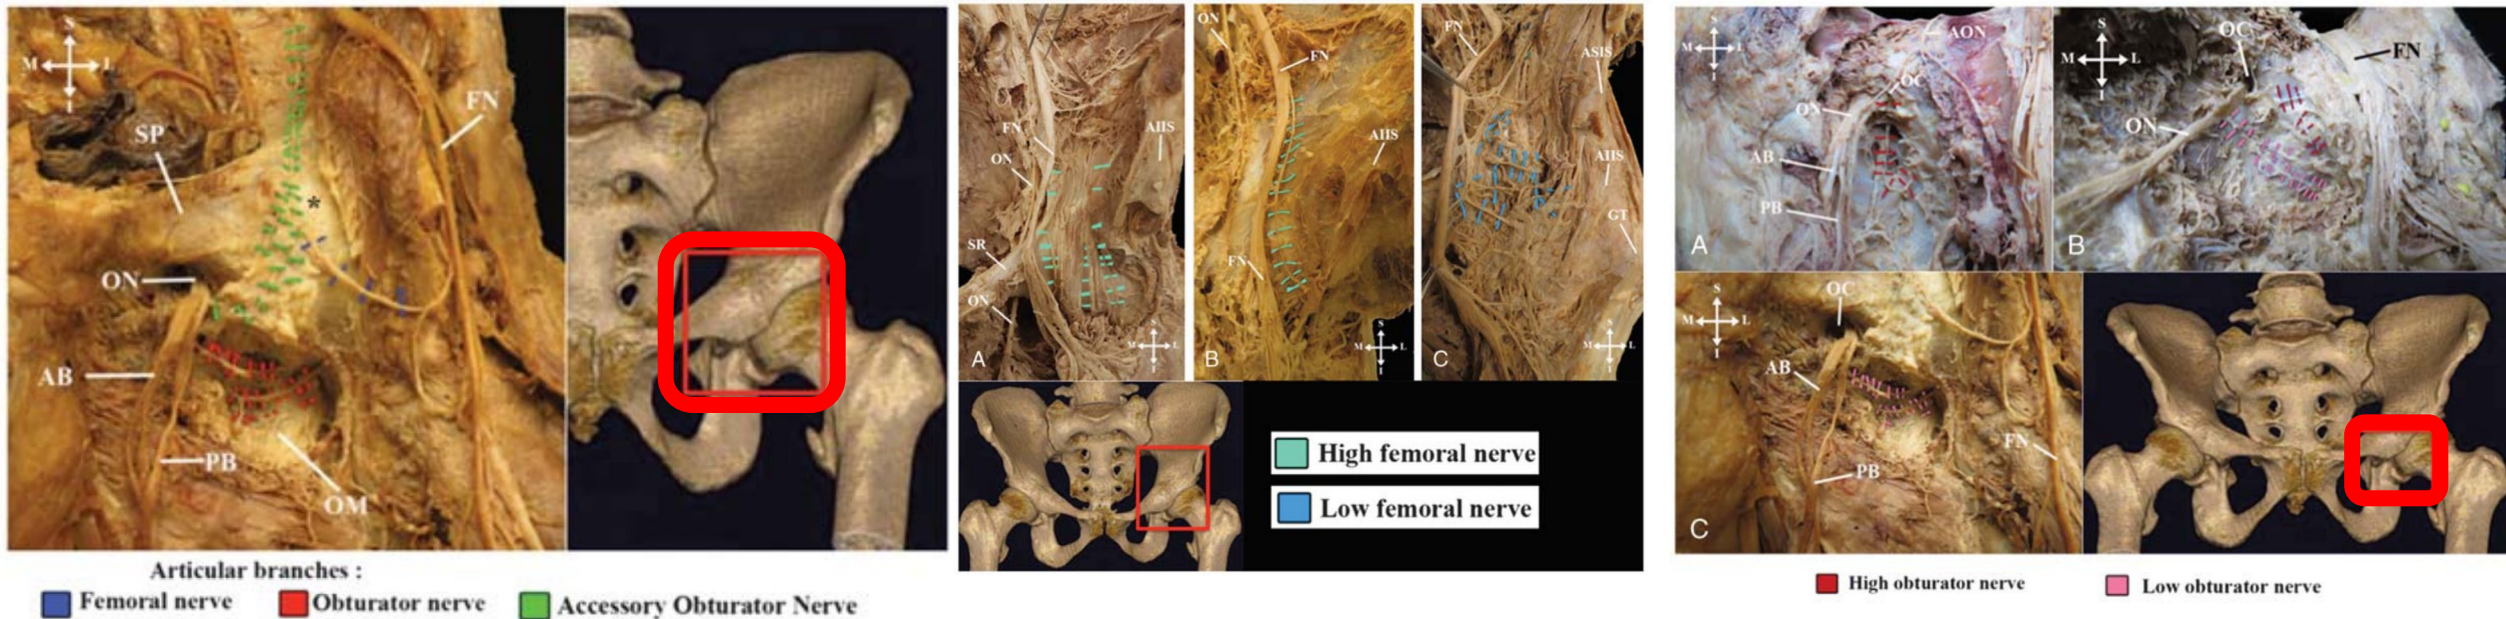 S
M L
I
SP
FN
ON
AB
PB
OM
Articular branches :
Femoral nerve
Obturator nerve
Accessory Obturator Nerve
FN
ON
AIIS
SR
ON
A
M L
S
I
ON
FN
AIIS
FN
B
S
M L
I
FN
ASIS
AIIS
GT
C
S
M L
I
High femoral nerve
Low femoral nerve
S
M L
I
AON
OC
ON
AB
PB
A
S
M L
I
OC
FN
ON
B
S
M L
I
OC
AB
FN
PB
C
High obturator nerve
Low obturator nerve